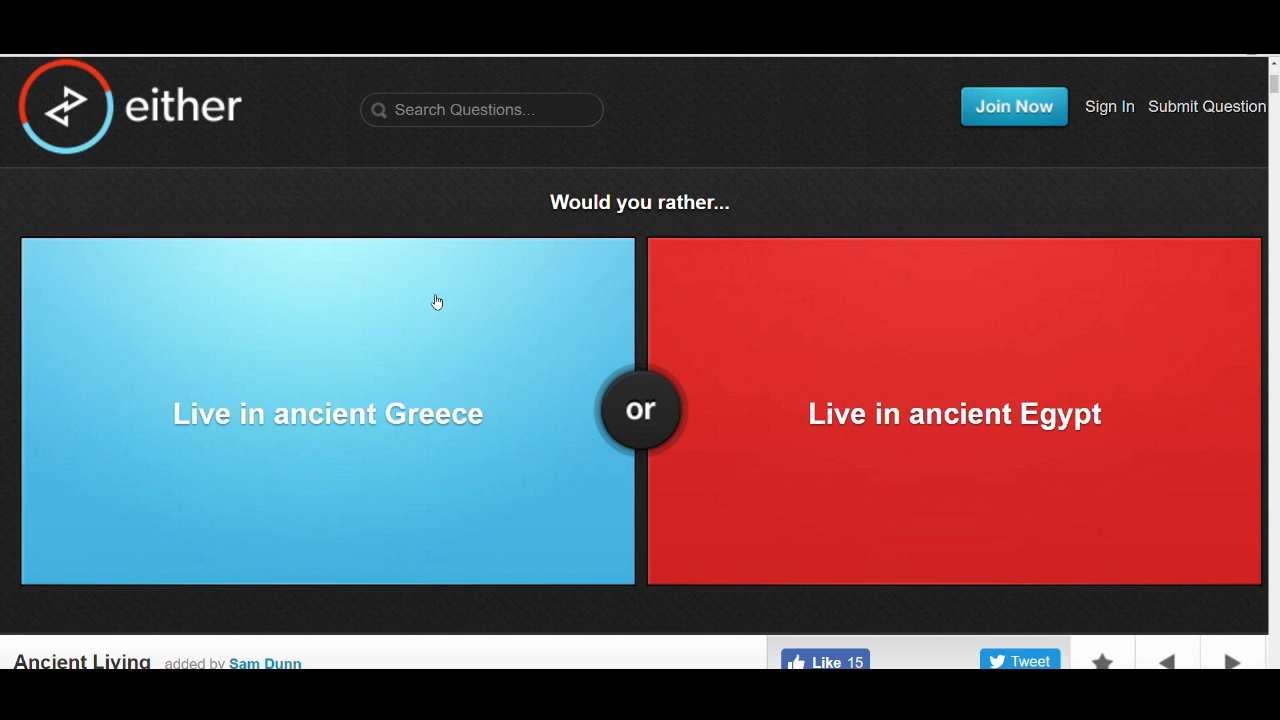 either
Search Questions...
Join Now Sign In Submit Question
Would you rather...
Live in ancient Greece
or
Live in ancient Egypt
Ancient Living added by Sam Dunn
Like 15
Tweet